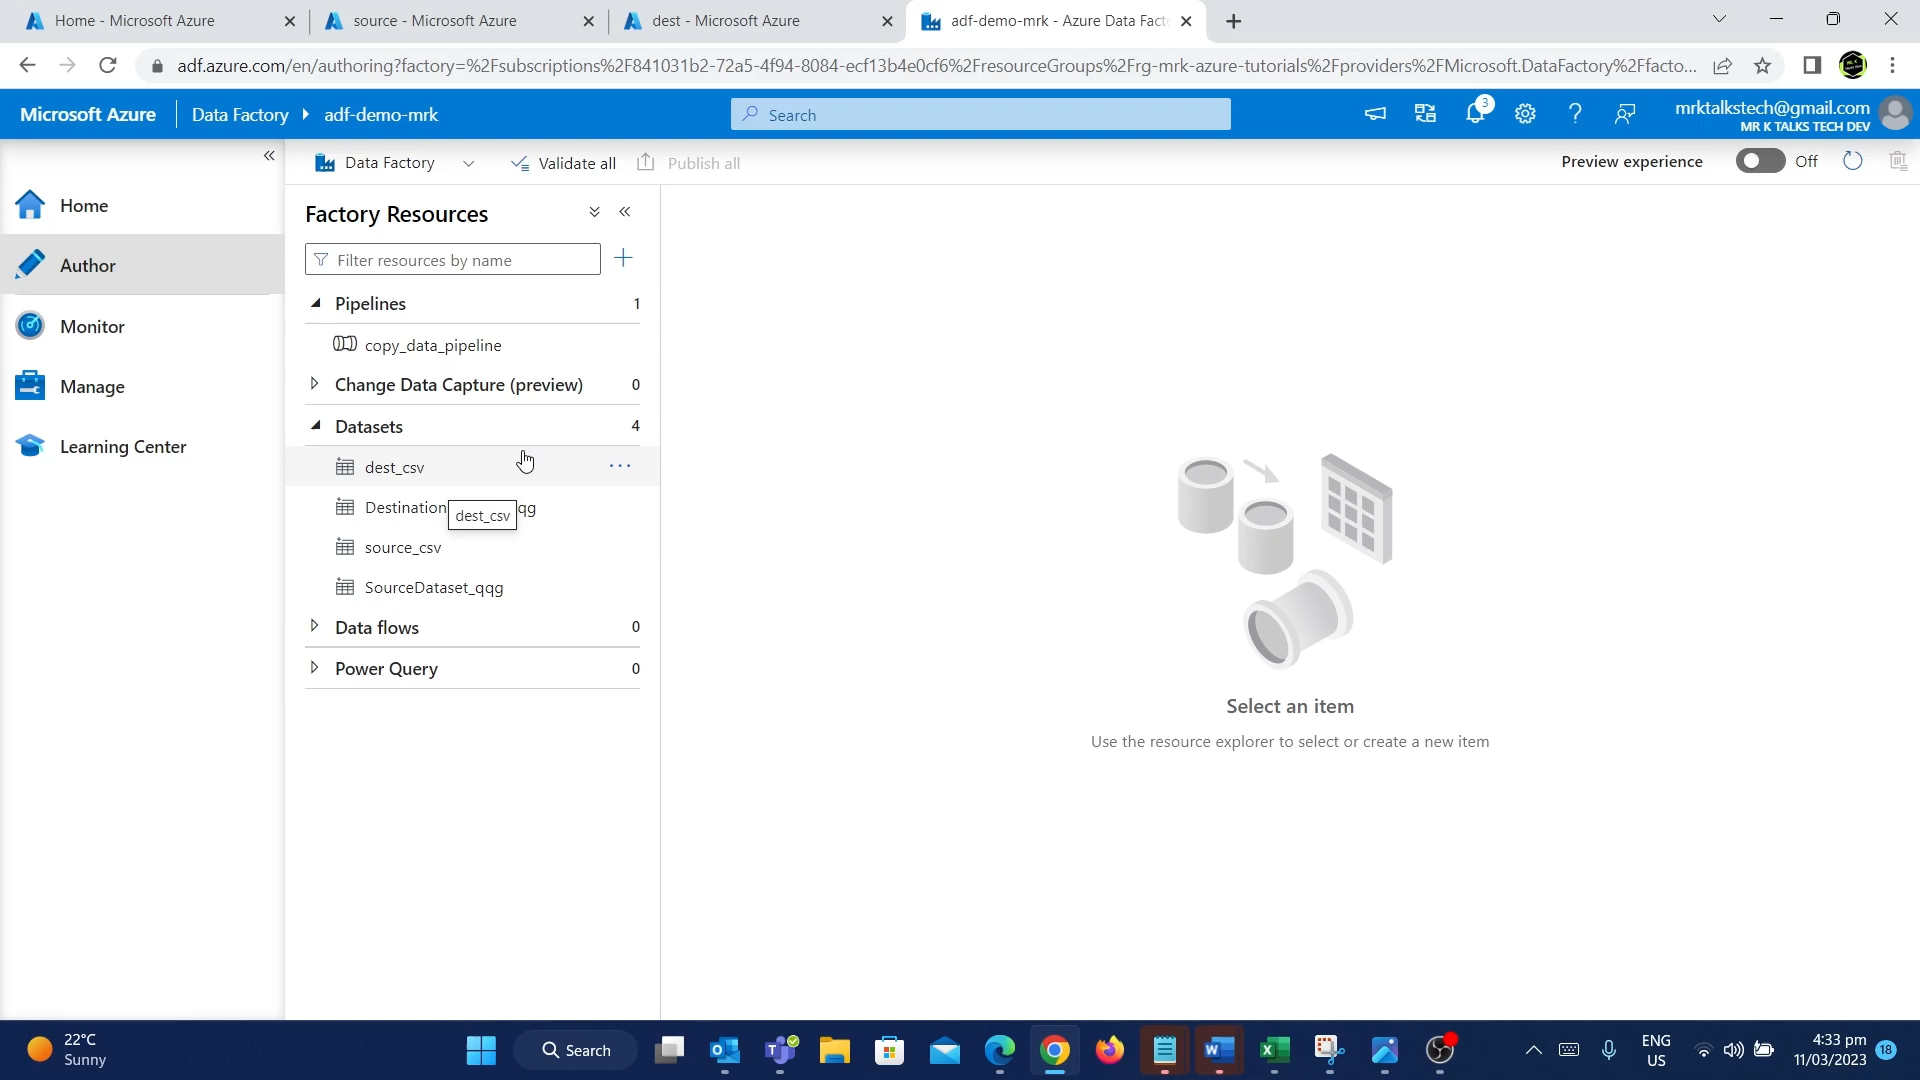 Home - Microsoft Azure
source - Microsoft Azure
dest - Microsoft Azure
adf-demo-mrk - Azure Data Fact
adf.azure.com/en/authoring?factory=%2Fsubscriptions%2F841031b2-72a5-4f94-8084-ecf13b4e0cf6%2FresourceGroups%2Frg-mrk-azure-tutorials%2Fproviders%2FMicrosoft.DataFactory%2Ffacto...
Microsoft Azure
Data Factory
adf-demo-mrk
Search
3
mrktalkstech@gmail.com
MR K TALKS TECH DEV
Data Factory
Validate all
Publish all
Preview experience
Off
Home
Author
Monitor
Manage
Learning Center
Factory Resources
Filter resources by name
Pipelines 1
copy_data_pipeline
Change Data Capture (preview) 0
Datasets 4
dest_csv
Destination qg
dest_csv
source_csv
SourceDataset_qqg
Data flows 0
Power Query 0
Select an item
Use the resource explorer to select or create a new item
22°C
Sunny
Search
ENG
US
4:33 pm
11/03/2023
18